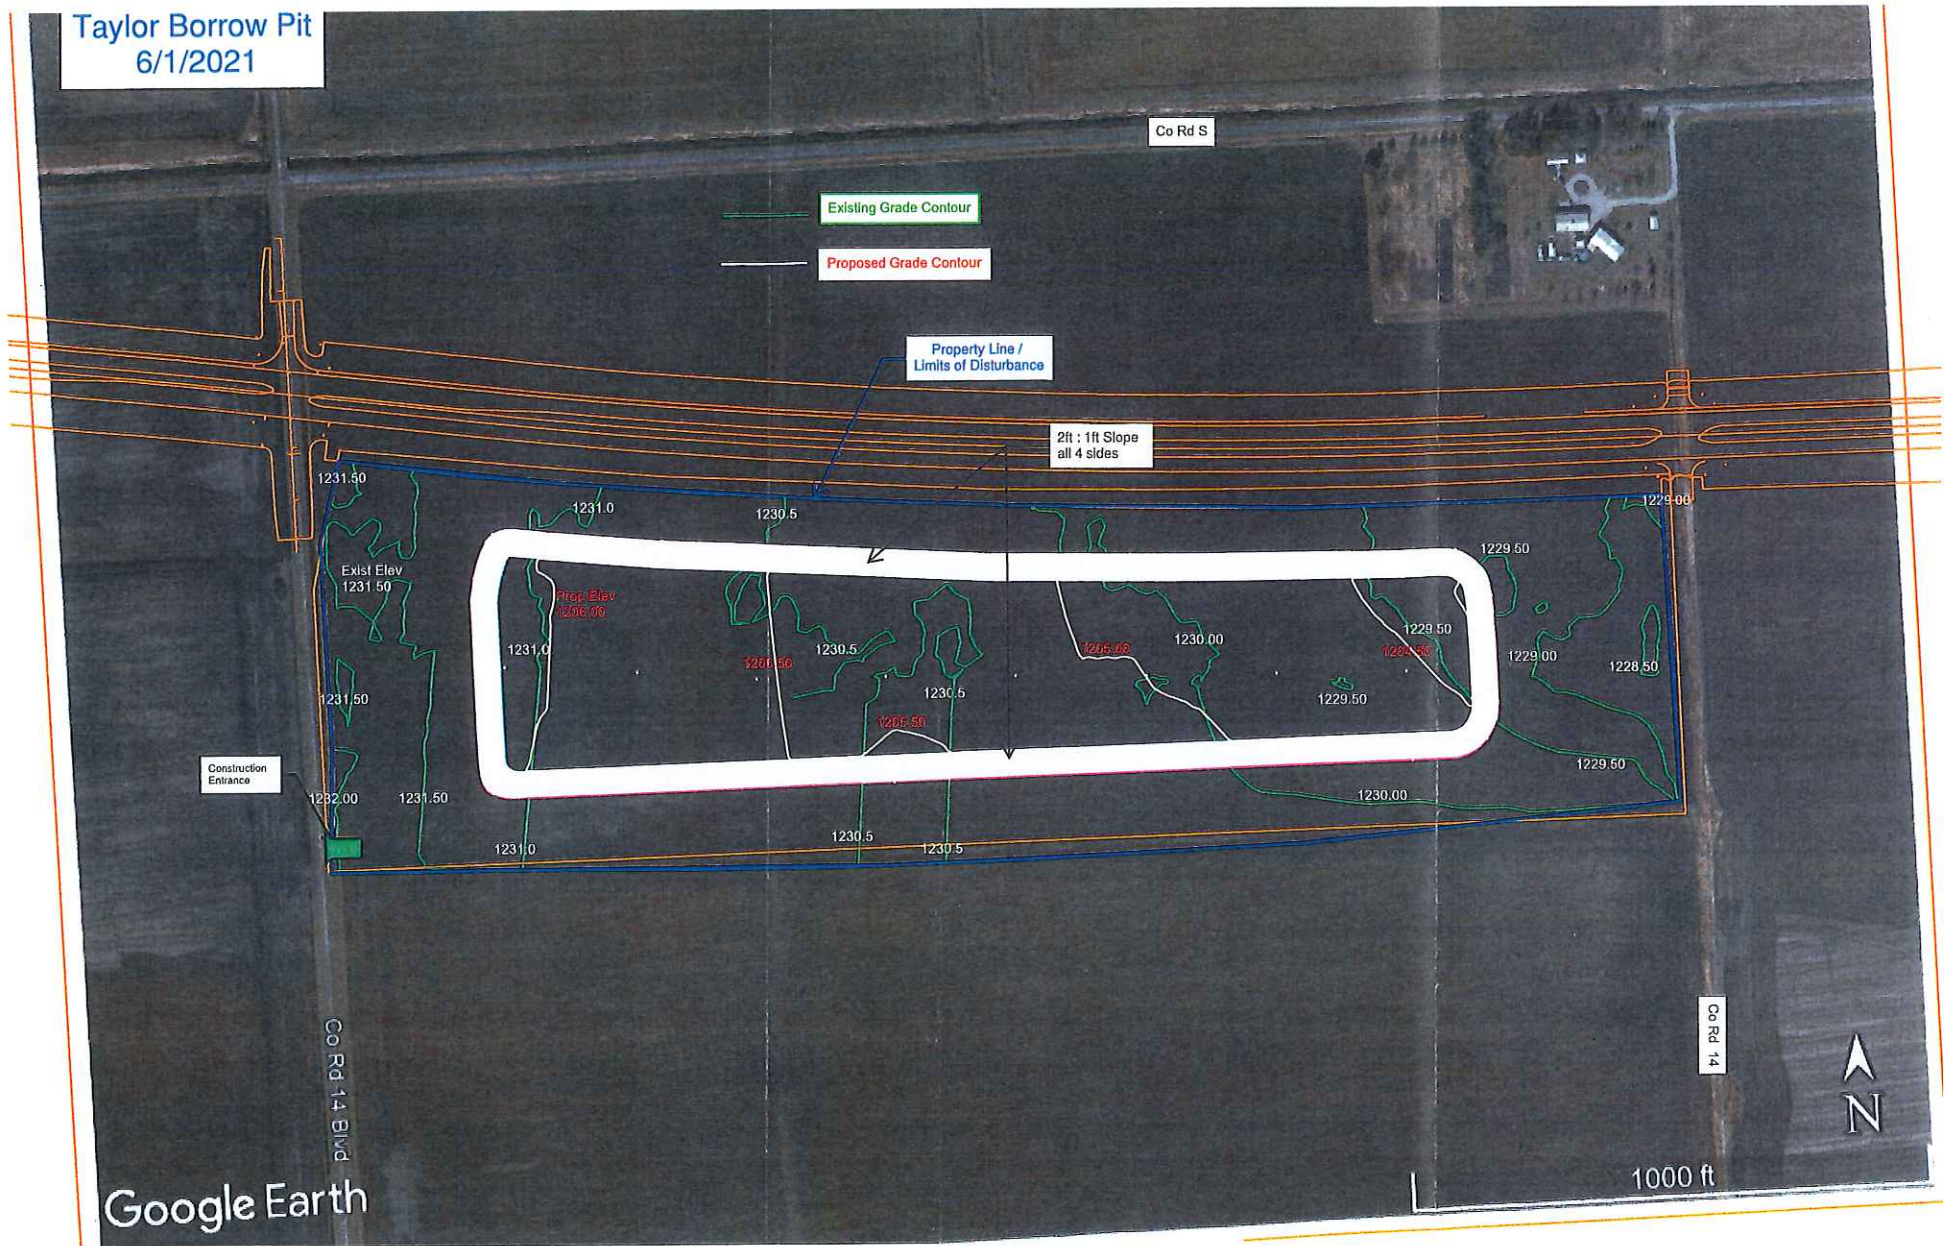 Taylor Borrow Pit
6/1/2021
Co Rd S
Existing Grade Contour
Proposed Grade Contour
Property Line /
Limits of Disturbance
2ft : 1ft Slope
all 4 sides
1231.50
1231.0
1230.5
1229.00
1229.50
Exist Elev
1231.50
Prop Elev
1206.00
1231.0
1230.5
1230.00
1229.50
1205.00
1204.50
1229.00
1228.50
1231.50
1230.5
1229.50
1205.50
Construction
Entrance
1232.00
1231.50
1230.00
1229.50
1231.0
1230.5
1230.5
Co Rd 14 Blvd
Co Rd 14
N
1000 ft
Google Earth